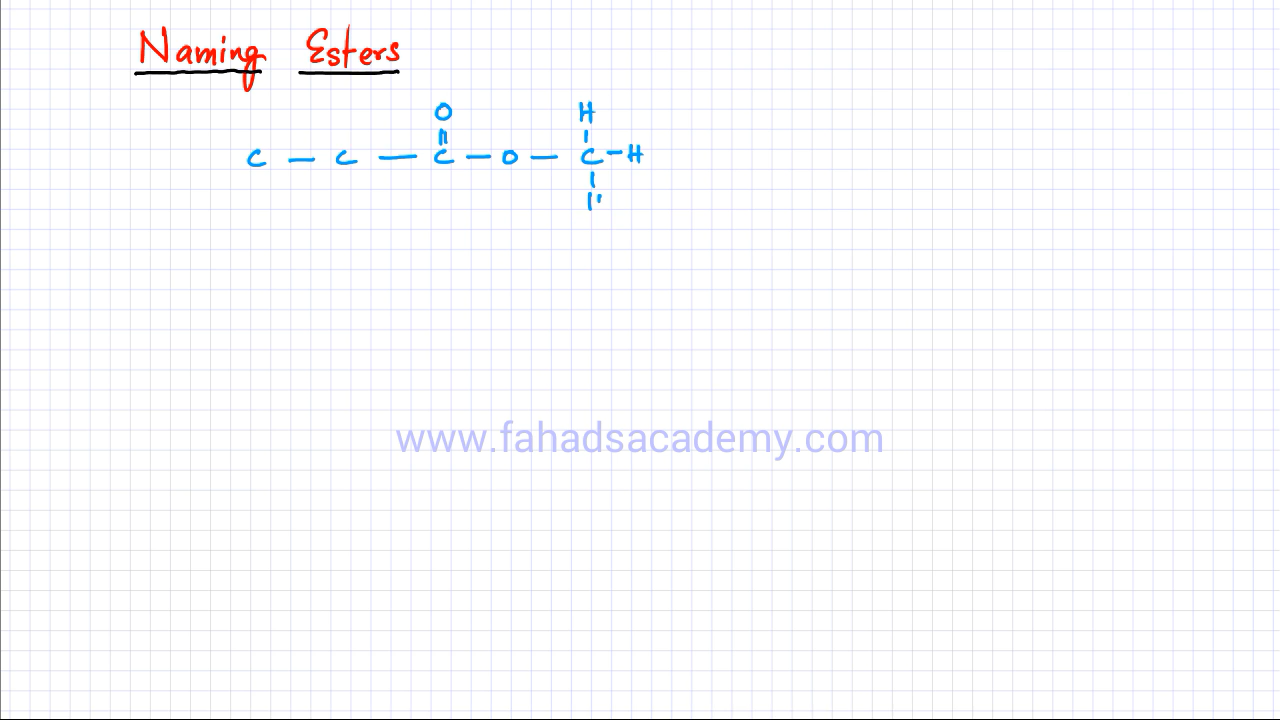 Naming Esters
O H
C — C — C — O — C — H
www.fahadsacademy.com